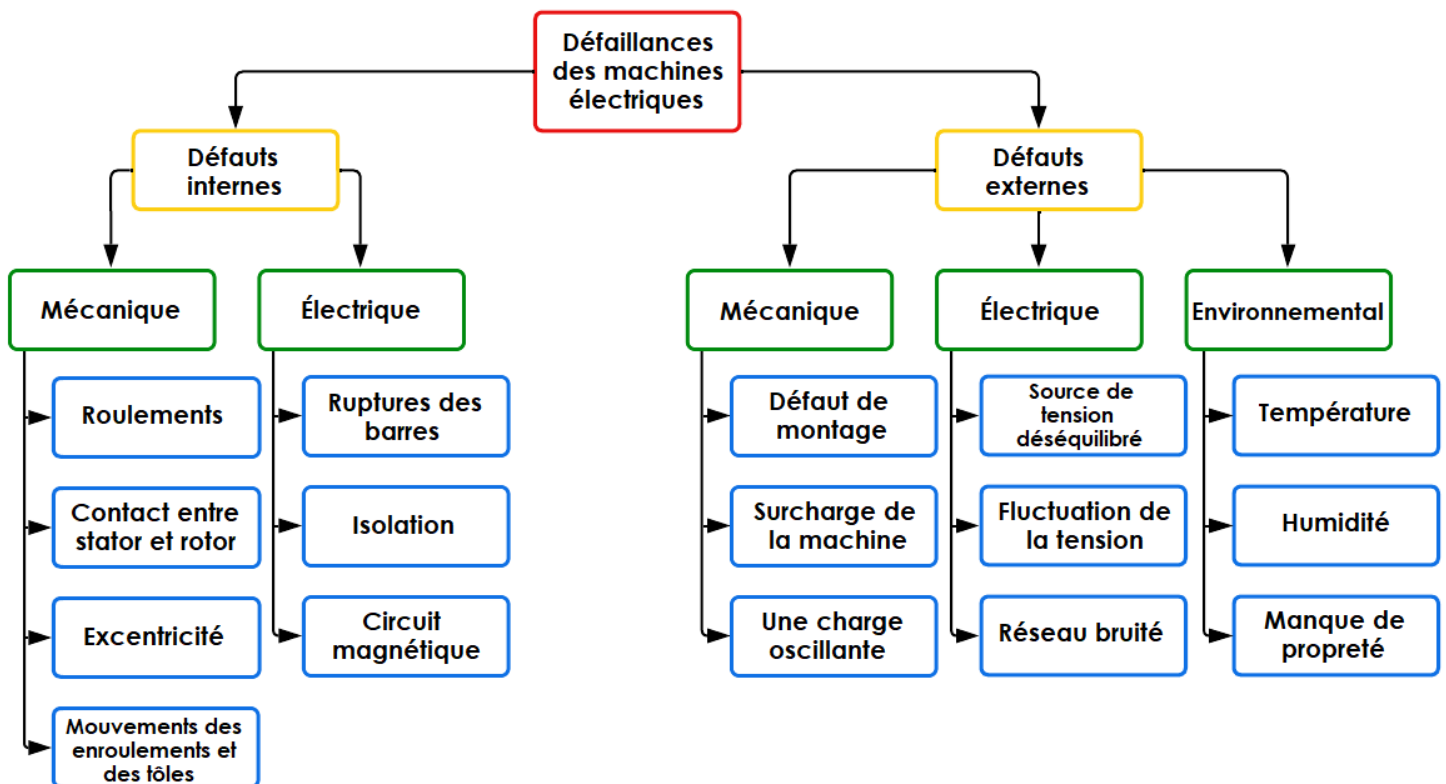 Défaillances
des machines
électriques
Défauts
internes
Défauts
externes
Mécanique
Électrique
Mécanique
Électrique
Environnemental
Roulements
Contact entre
stator et rotor
Excentricité
Mouvements des
enroulements et
des tôles
Ruptures des
barres
Isolation
Circuit
magnétique
Défaut de
montage
Surcharge de
la machine
Une charge
oscillante
Source de
tension
déséquilibré
Fluctuation de
la tension
Réseau bruité
Température
Humidité
Manque de
propreté